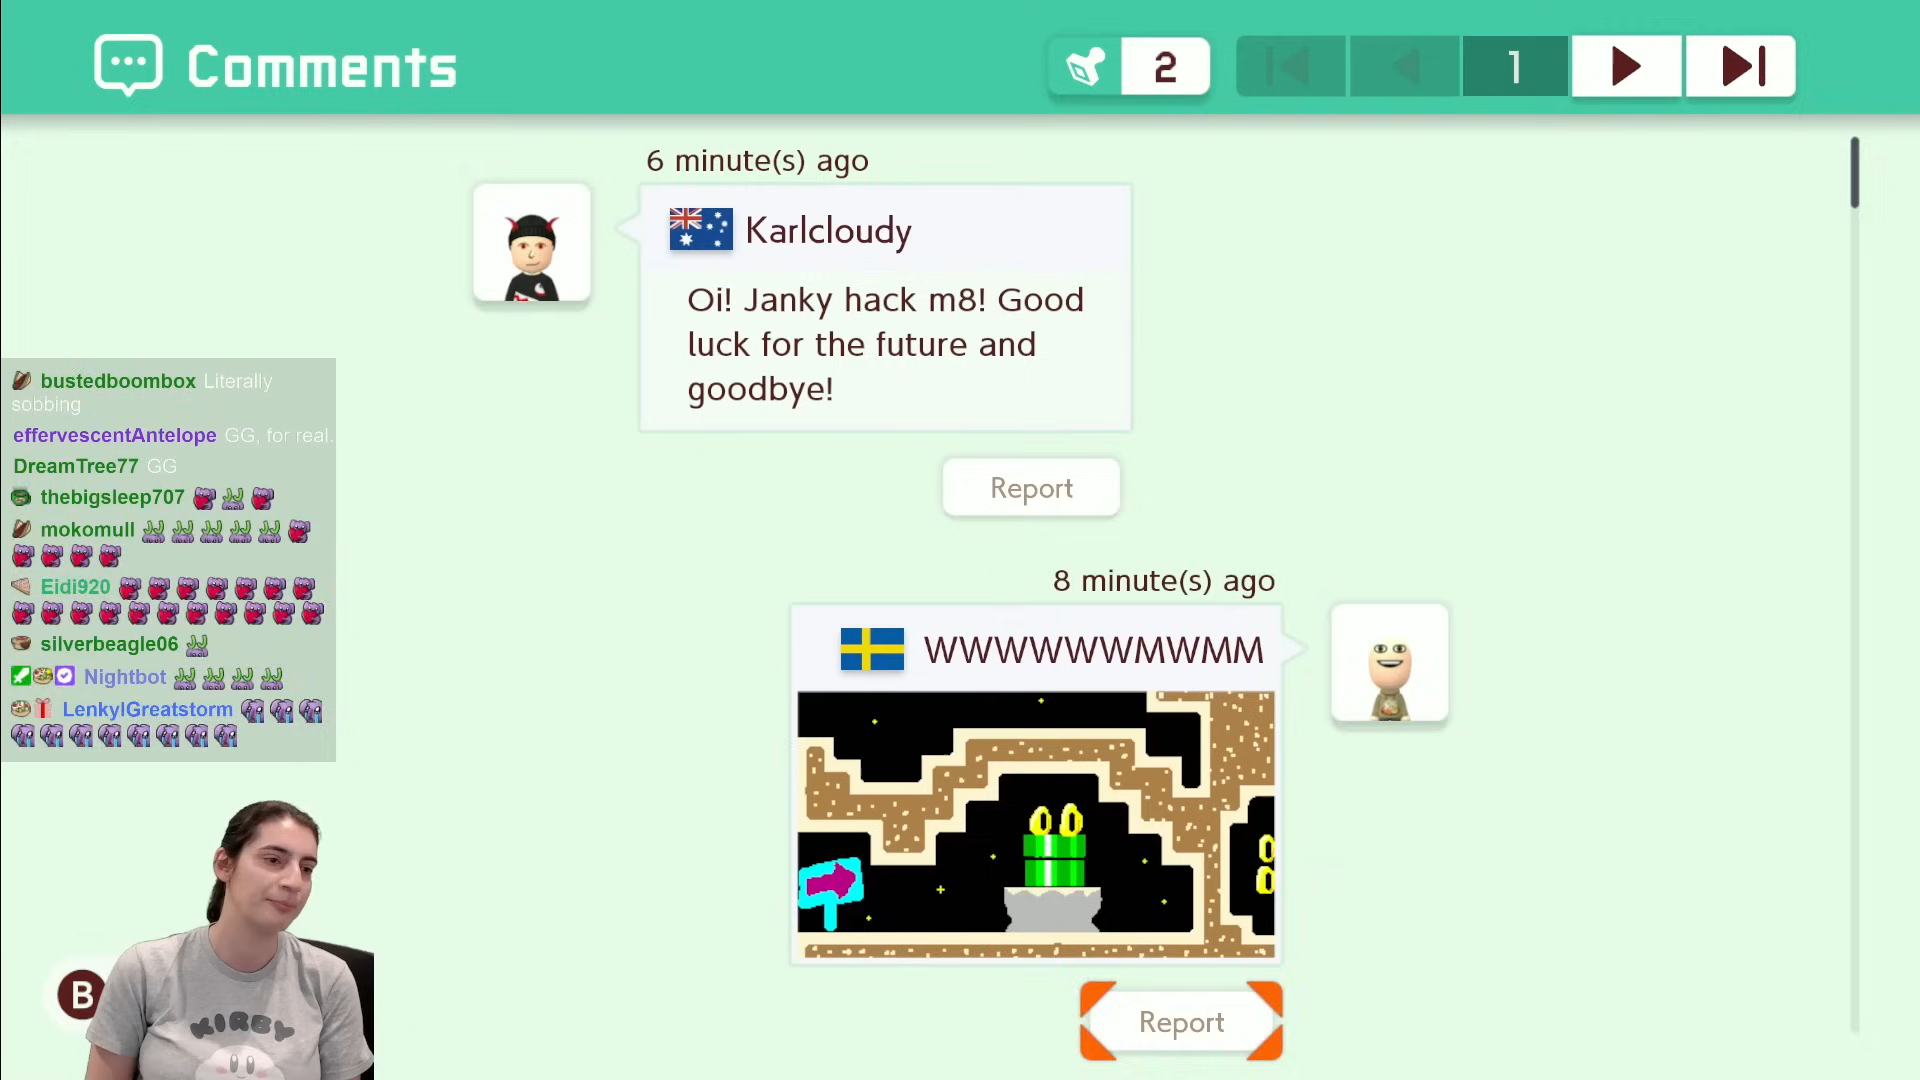 Comments
2
1
6 minute(s) ago
Karlcloudy
Oi! Janky hack m8! Good
luck for the future and
goodbye!
Report
8 minute(s) ago
WWWWWWMWMM
Report
bustedboombox Literally
sobbing
effervescentAntelope GG, for real.
DreamTree77 GG
thebigsleep707
mokomull
Eidi920
silverbeagle06
Nightbot
LenkyIGreatstorm
B
KIRBY